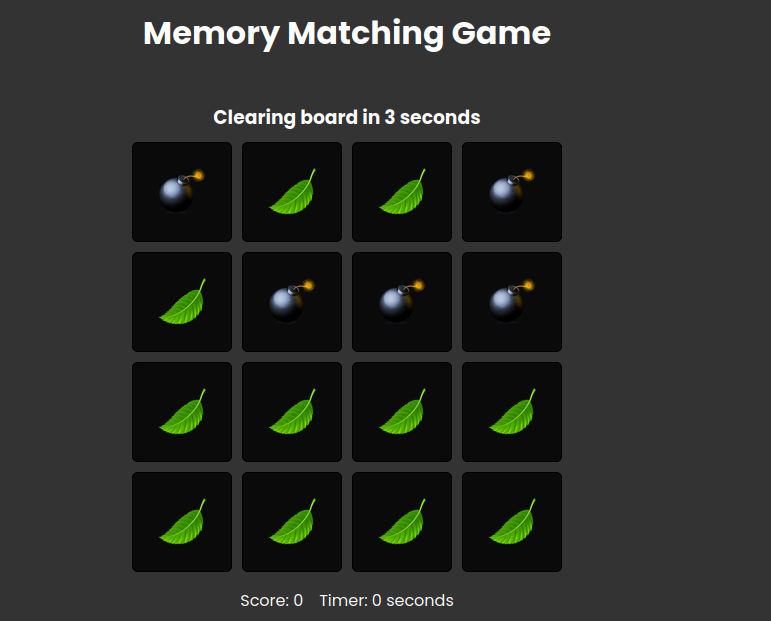 Memory Matching Game
Clearing board in 3 seconds
Score: 0 Timer: 0 seconds